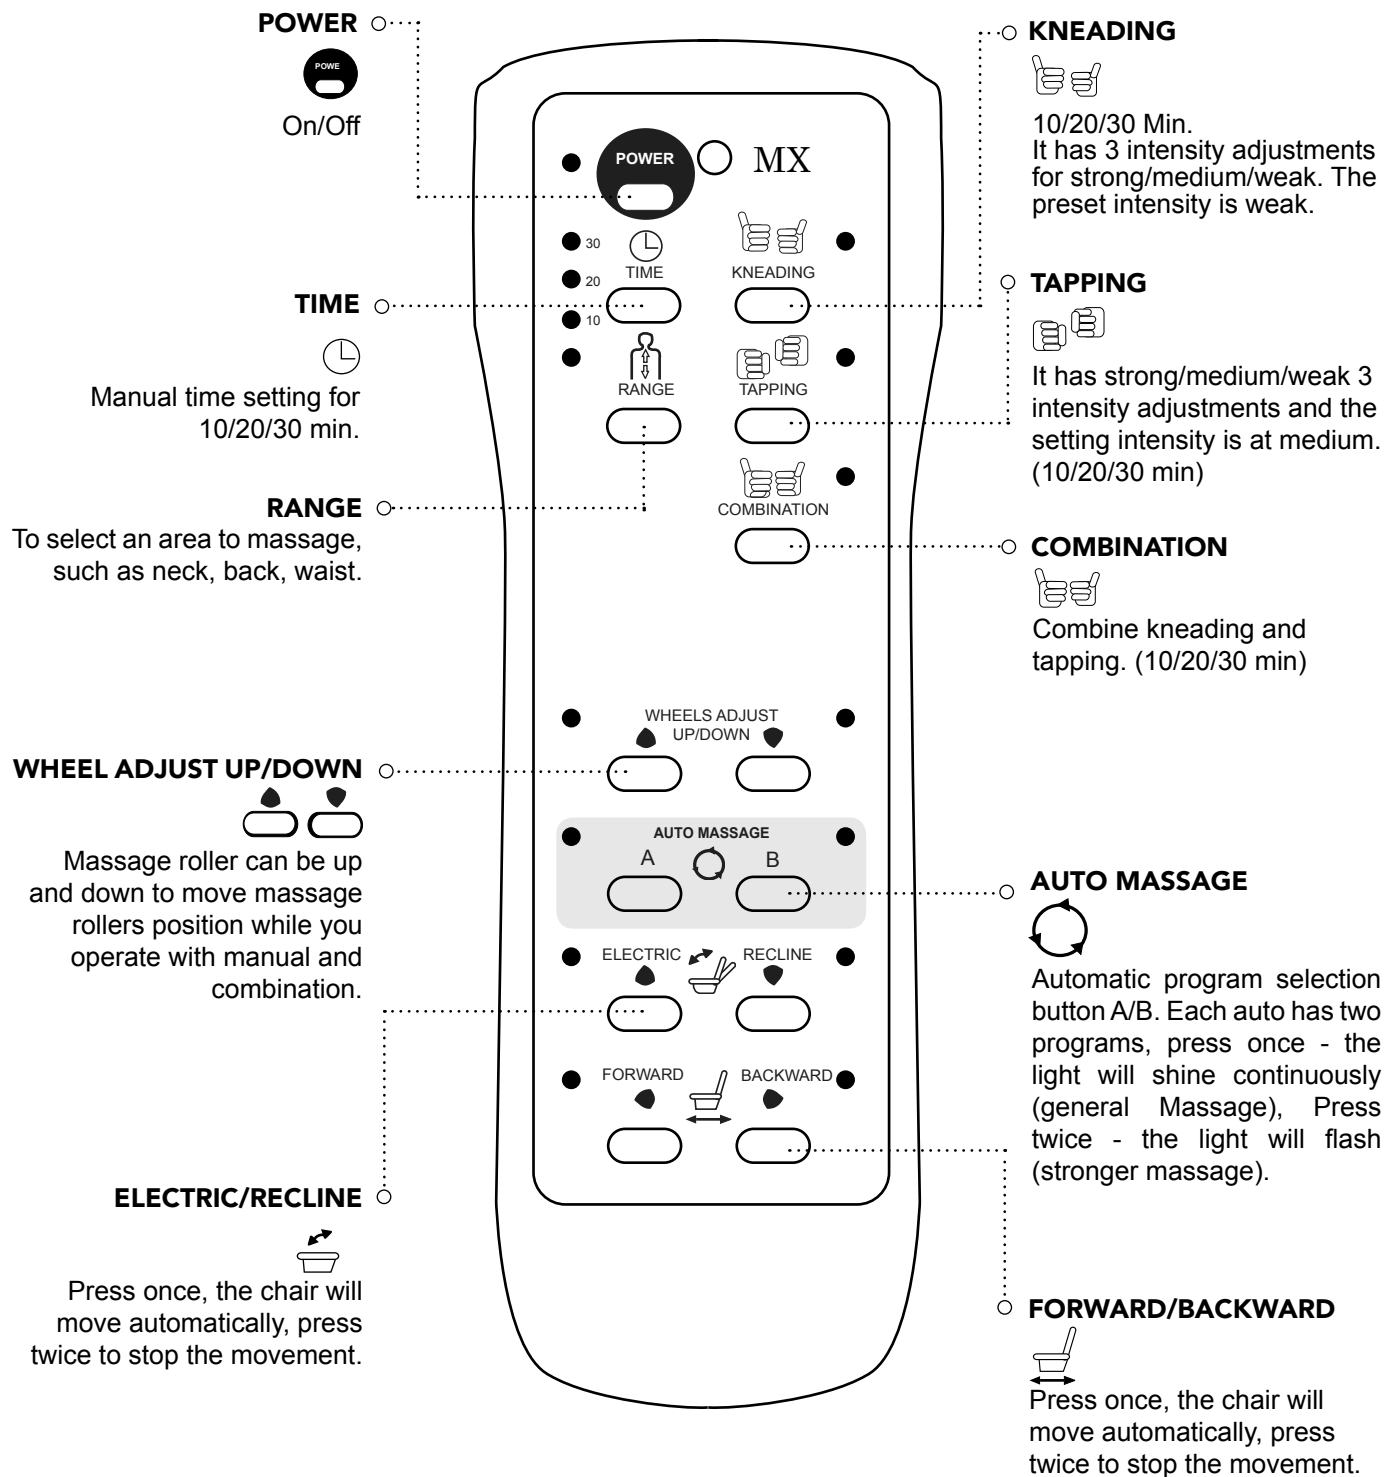 POWER
POWE
On/Off
TIME
Manual time setting for
10/20/30 min.
RANGE
To select an area to massage,
such as neck, back, waist.
WHEEL ADJUST UP/DOWN
Massage roller can be up
and down to move massage
rollers position while you
operate with manual and
combination.
ELECTRIC/RECLINE
Press once, the chair will
move automatically, press
twice to stop the movement.
POWER
MX
30
20
10
TIME
KNEADING
RANGE
TAPPING
COMBINATION
WHEELS ADJUST
UP/DOWN
AUTO MASSAGE
A
B
ELECTRIC
RECLINE
FORWARD
BACKWARD
KNEADING
10/20/30 Min.
It has 3 intensity adjustments
for strong/medium/weak. The
preset intensity is weak.
TAPPING
It has strong/medium/weak 3
intensity adjustments and the
setting intensity is at medium.
(10/20/30 min)
COMBINATION
Combine kneading and
tapping. (10/20/30 min)
AUTO MASSAGE
Automatic program selection
button A/B. Each auto has two
programs, press once - the
light will shine continuously
(general Massage), Press
twice - the light will flash
(stronger massage).
FORWARD/BACKWARD
Press once, the chair will
move automatically, press
twice to stop the movement.